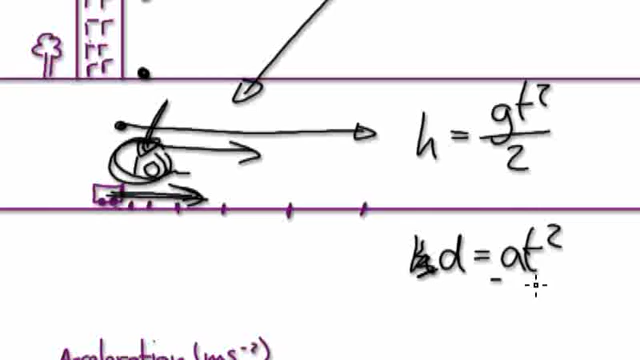 h = gt²/2
d = at²
Acceleration (ms⁻²)